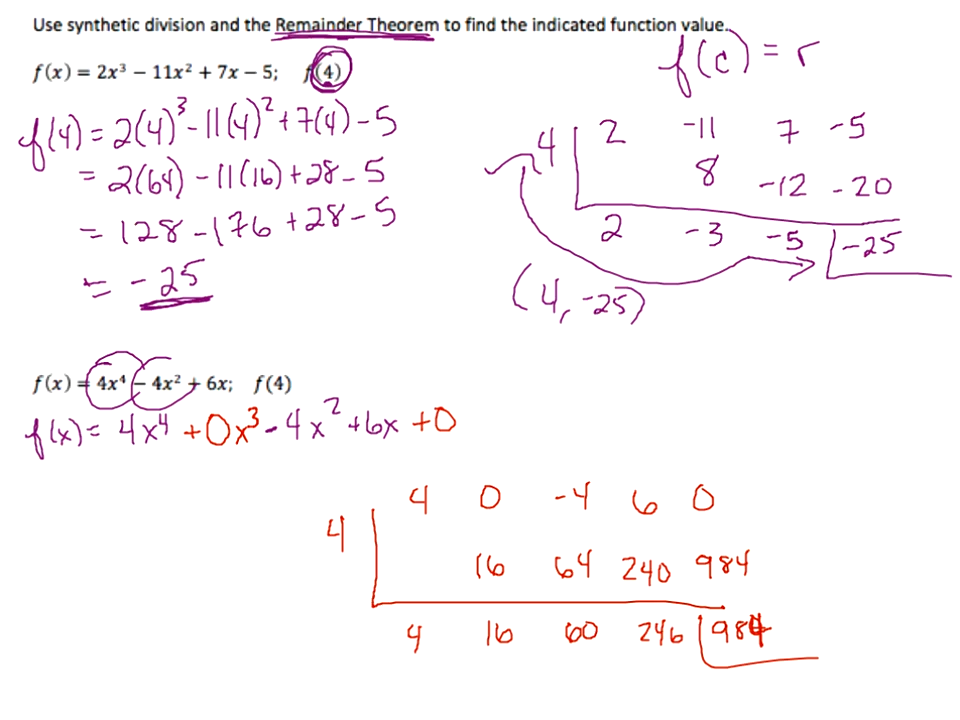 Use synthetic division and the Remainder Theorem to find the indicated function value.
f(c) = r
f(x) = 2x³ − 11x² + 7x − 5; f(4)
f(4) = 2(4)³ - 11(4)² + 7(4) - 5
= 2(64) - 11(16) + 28 - 5
= 128 - 176 + 28 - 5
= -25
4 | 2 -11 7 -5
8 -12 -20
2 -3 -5 |-25
(4, -25)
f(x) = 4x⁴ − 4x² + 6x; f(4)
f(x) = 4x⁴ + 0x³ - 4x² + 6x + 0
4 | 4 0 -4 6 0
16 64 240 984
4 16 60 246 |984